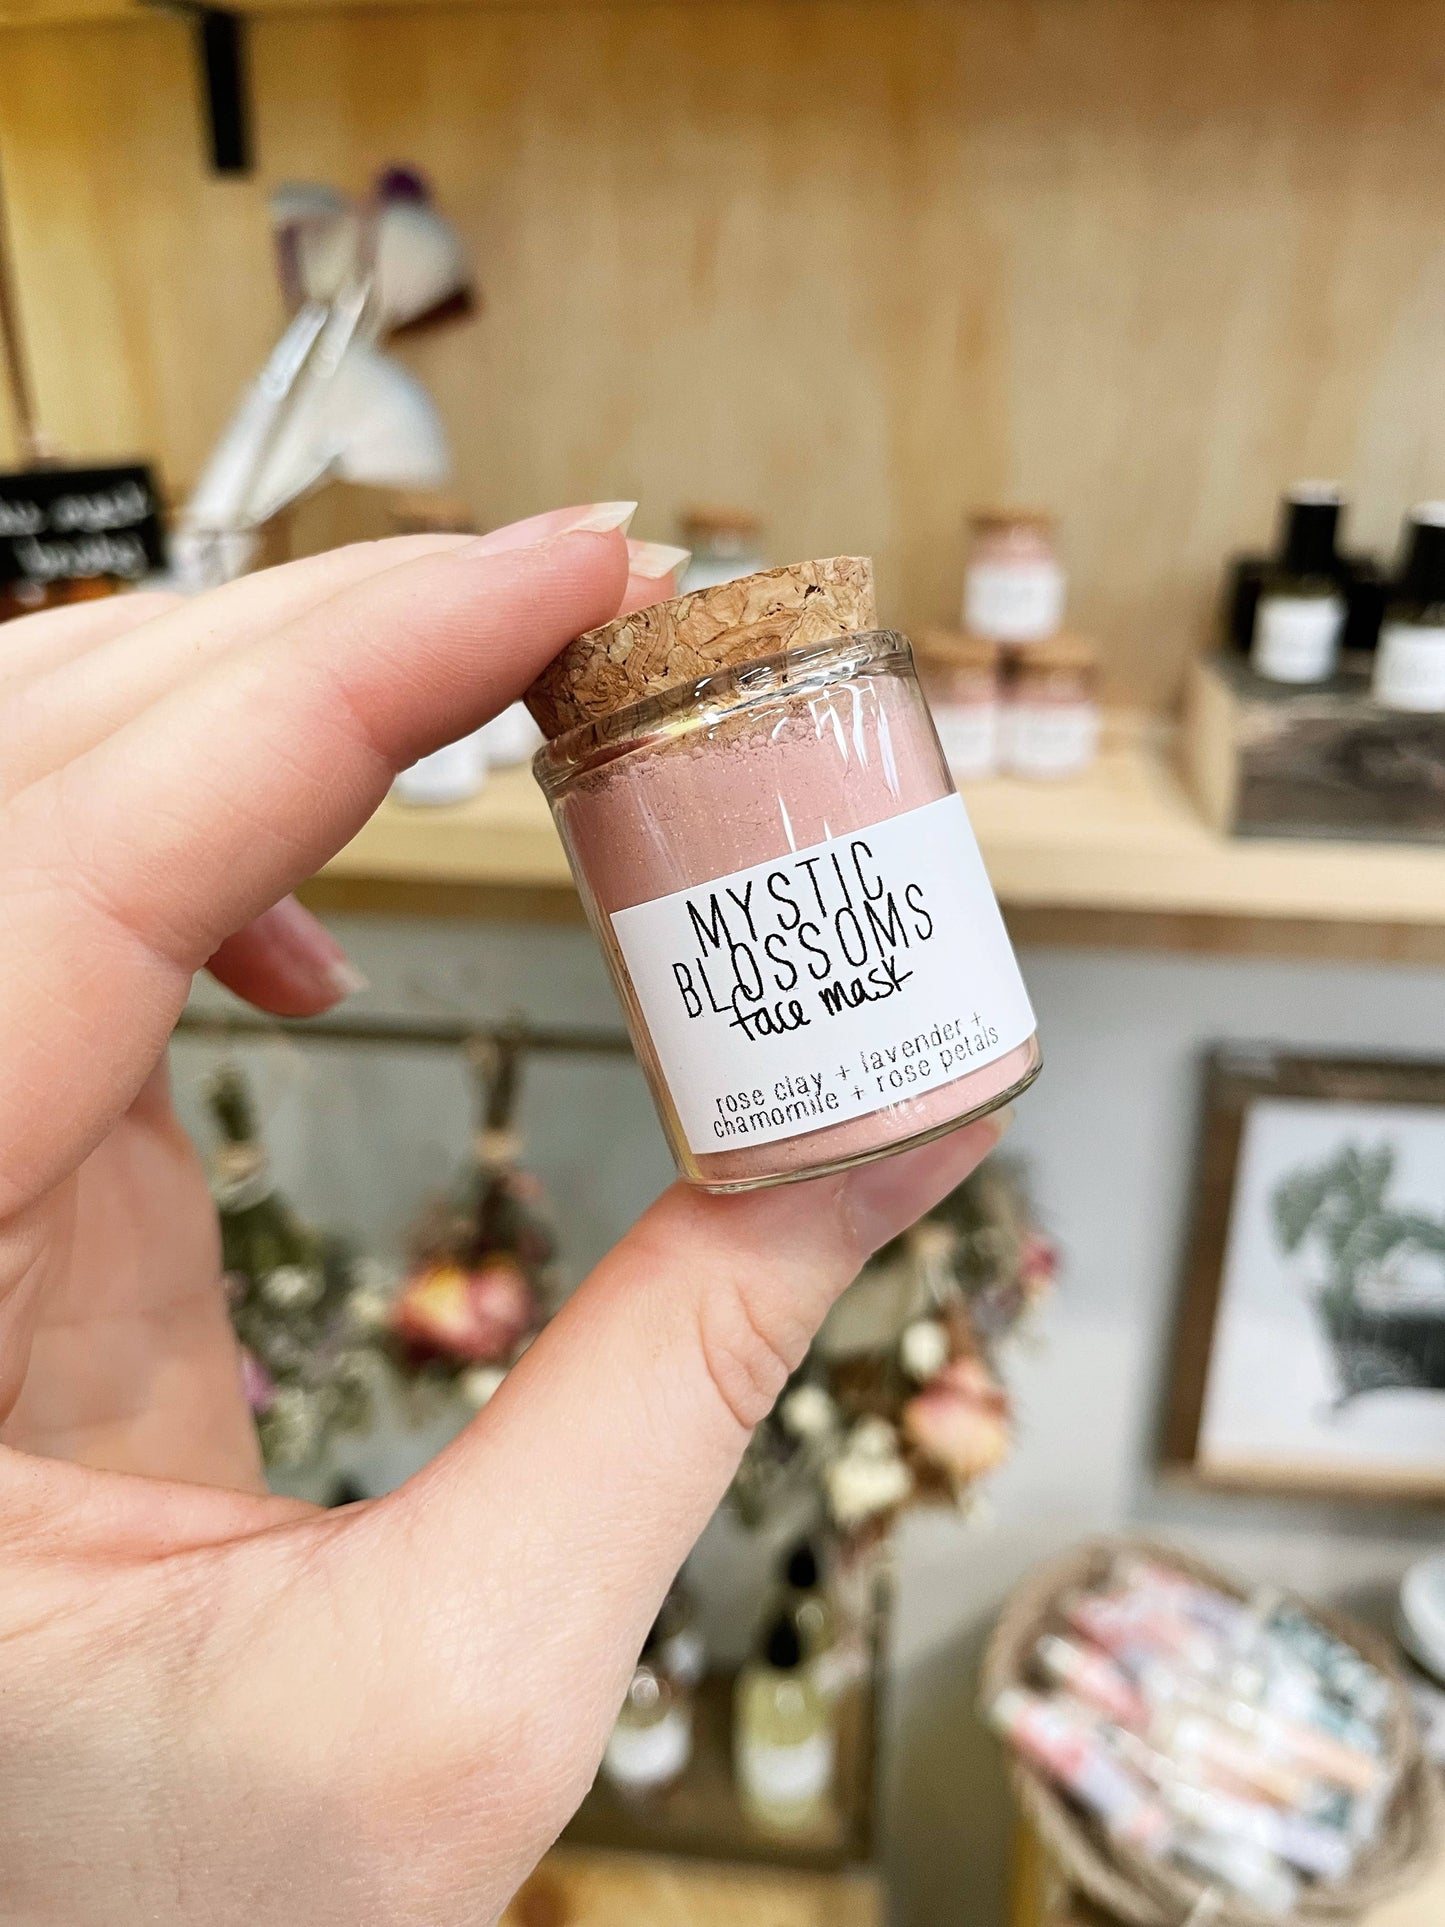 MYSTIC
BLOSSOMS
face mask
rose clay + lavender +
chamomile + rose petals